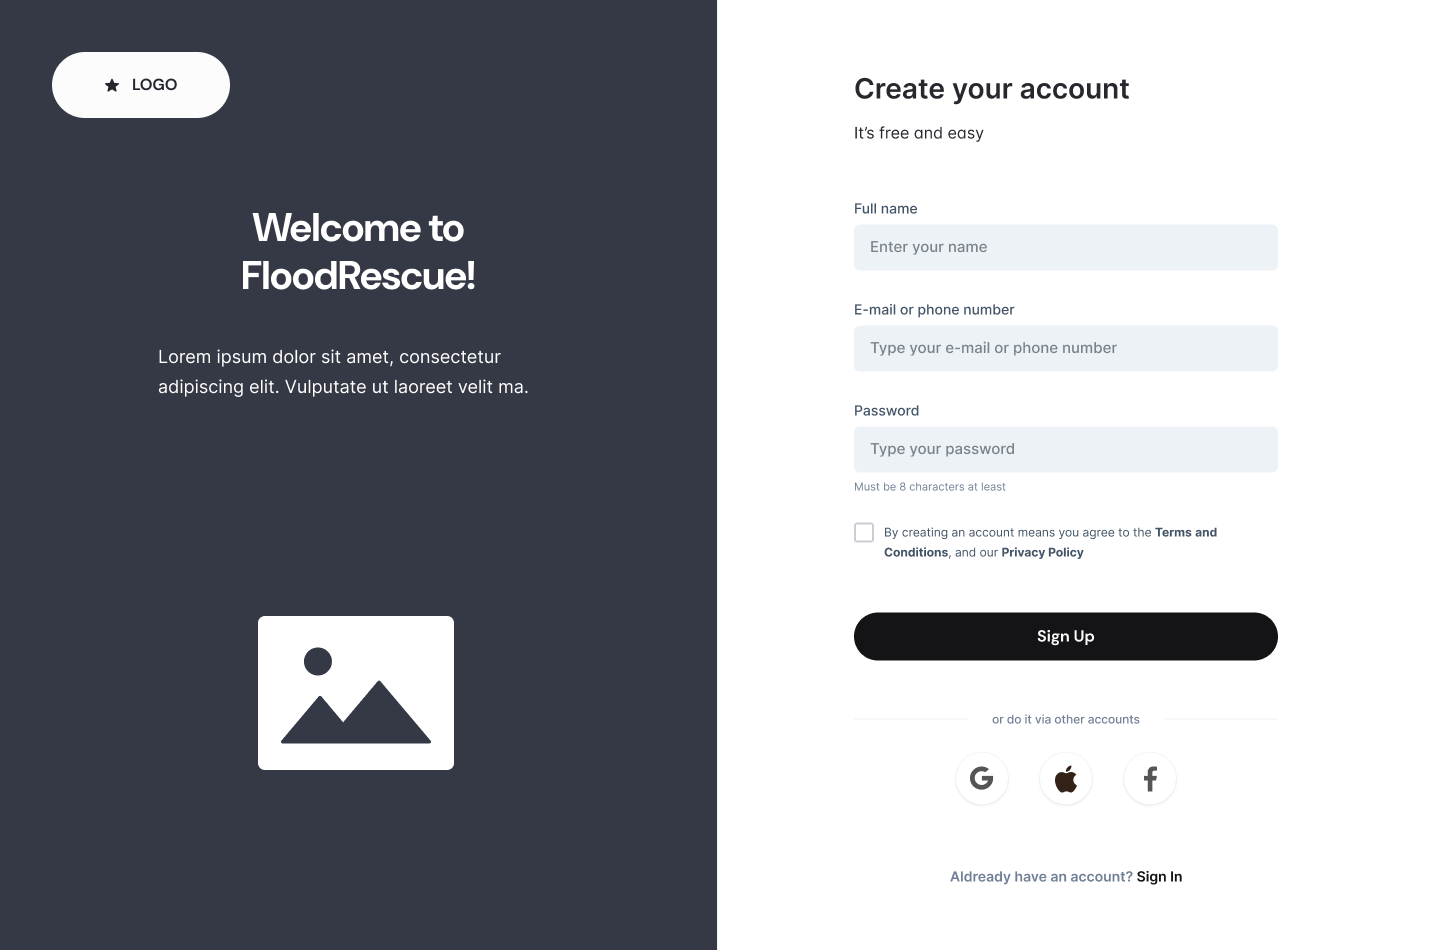 LOGO
Welcome to
FloodRescue!
Lorem ipsum dolor sit amet, consectetur
adipiscing elit. Vulputate ut laoreet velit ma.
Create your account
It's free and easy
Full name
Enter your name
E-mail or phone number
Type your e-mail or phone number
Password
Type your password
Must be 8 characters at least
By creating an account means you agree to the Terms and
Conditions, and our Privacy Policy
Sign Up
or do it via other accounts
Aldready have an account? Sign In